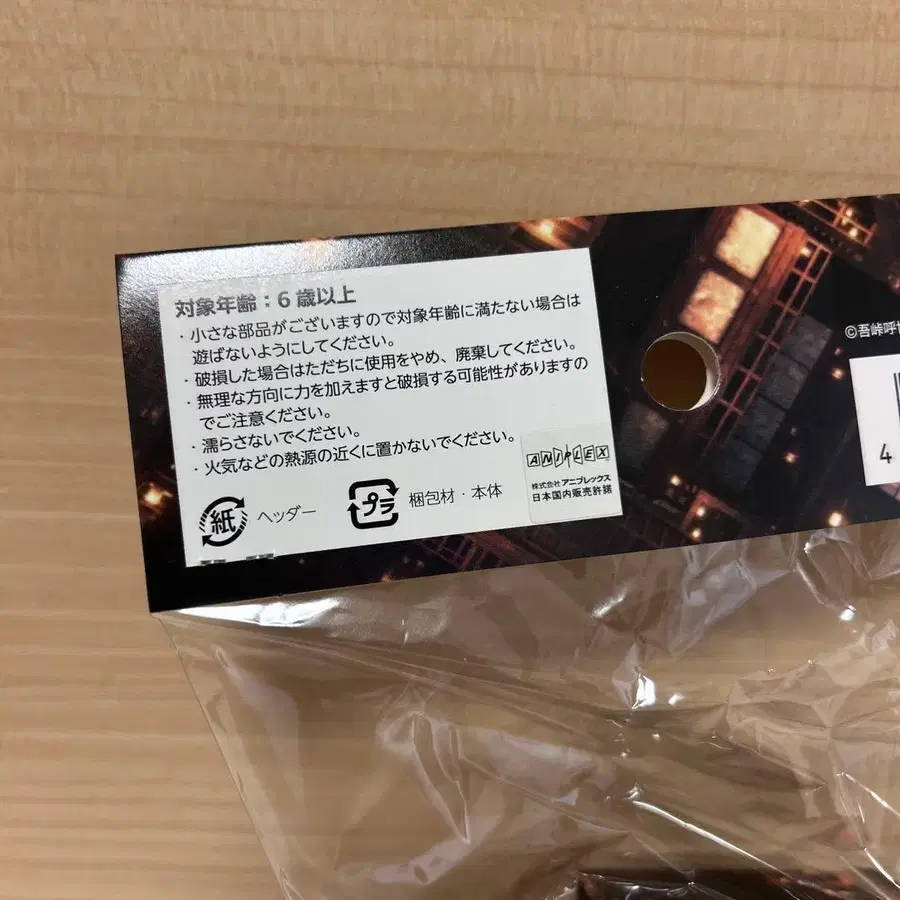 対象年齢：6歳以上
・小さな部品がございますので対象年齢に満たない場合は
遊ばないようにしてください。
・破損した場合はただちに使用をやめ、廃棄してください。
・無理な方向に力を加えますと破損する可能性がありますの
でご注意ください。
・濡らさないでください。
・火気などの熱源の近くに置かないでください。
紙 ヘッダー
プラ 梱包材・本体
ANIPLEX
株式会社 アニプレックス
日本国内販売許諾
©吾峠呼
4